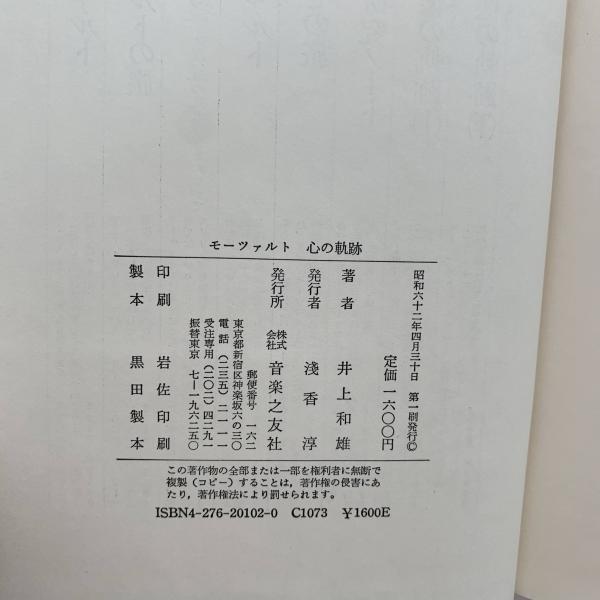 モーツァルト 心の軌跡
昭和六十二年四月三十日 第一刷発行©
定価一六〇〇円
著者 井上和雄
発行者 淺香淳
発行所 株式会社 音楽之友社
郵便番号 一六二
東京都新宿区神楽坂六の三〇
電話(二三五)二一一一
受注専用(二〇二)四二九一
振替東京 七―一九六二五〇
印刷 岩佐印刷
製本 黒田製本
この著作物の全部または一部を権利者に無断で
複製(コピー)することは,著作権の侵害にあ
たり,著作権法により罰せられます。
ISBN4-276-20102-0 C1073 ¥1600E